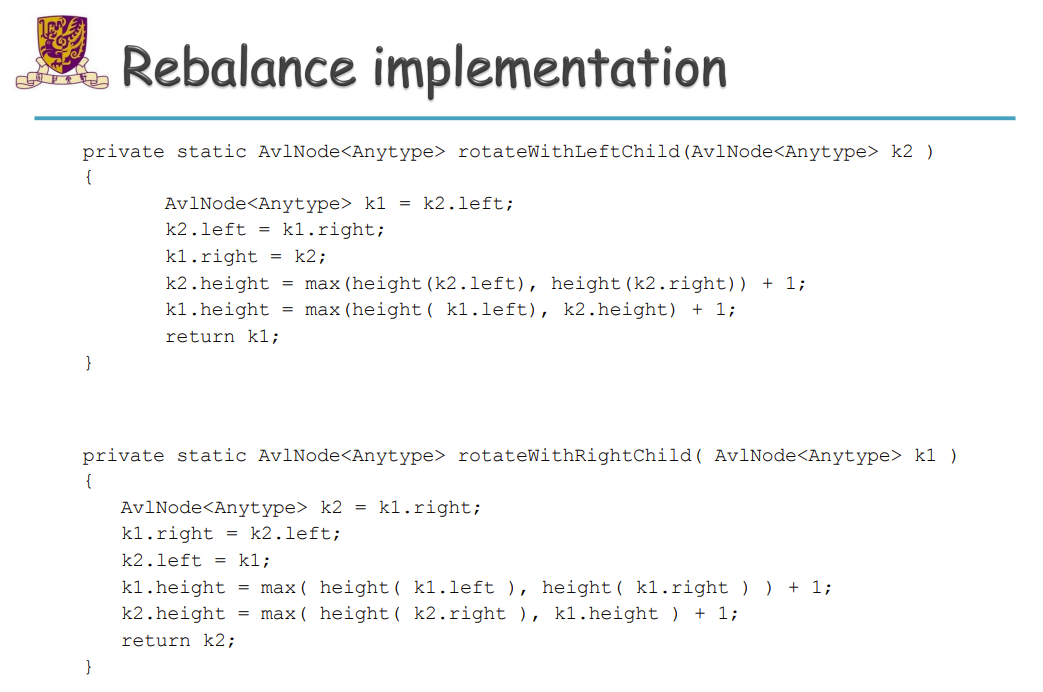 Rebalance implementation
private static AvlNode<Anytype> rotateWithLeftChild(AvlNode<Anytype> k2 )
{
AvlNode<Anytype> k1 = k2.left;
k2.left = k1.right;
k1.right = k2;
k2.height = max(height(k2.left), height(k2.right)) + 1;
k1.height = max(height( k1.left), k2.height) + 1;
return k1;
}
private static AvlNode<Anytype> rotateWithRightChild( AvlNode<Anytype> k1 )
{
AvlNode<Anytype> k2 = k1.right;
k1.right = k2.left;
k2.left = k1;
k1.height = max( height( k1.left ), height( k1.right ) ) + 1;
k2.height = max( height( k2.right ), k1.height ) + 1;
return k2;
}